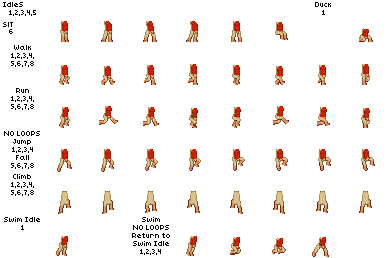 IdleS
1,2,3,4,5
Duck
1
SIT
6
Walk
1,2,3,4,
5,6,7,8
Run
1,2,3,4,
5,6,7,8
NO LOOPS
Jump
1,2,3,4
Fall
5,6,7,8
Climb
1,2,3,4,
5,6,7,8
Swim Idle
1
Swim
NO LOOPS
Return to
Swim Idle
1,2,3,4